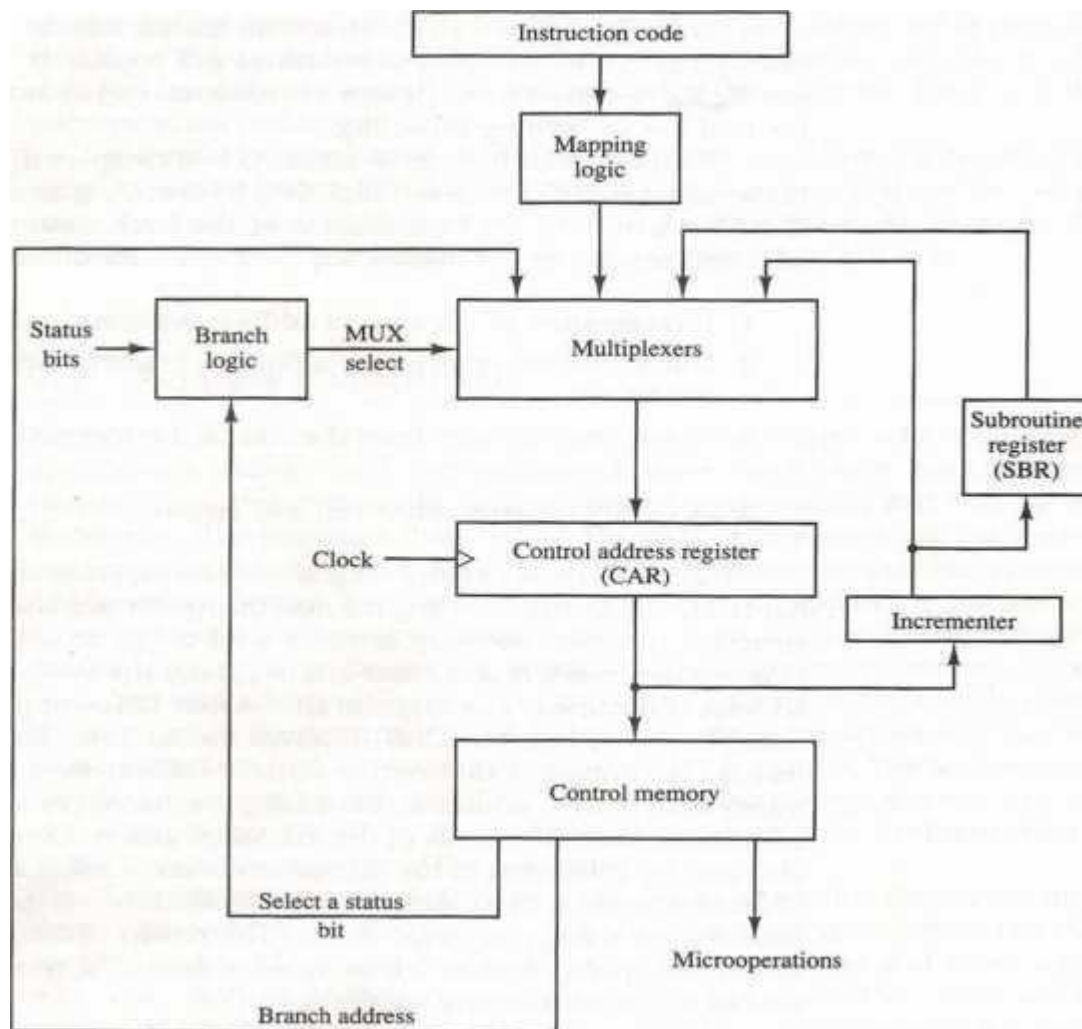 Instruction code
Mapping
logic
Status
bits
Branch
logic
MUX
select
Multiplexers
Subroutine
register
(SBR)
Clock
Control address register
(CAR)
Incrementer
Control memory
Select a status
bit
Microoperations
Branch address